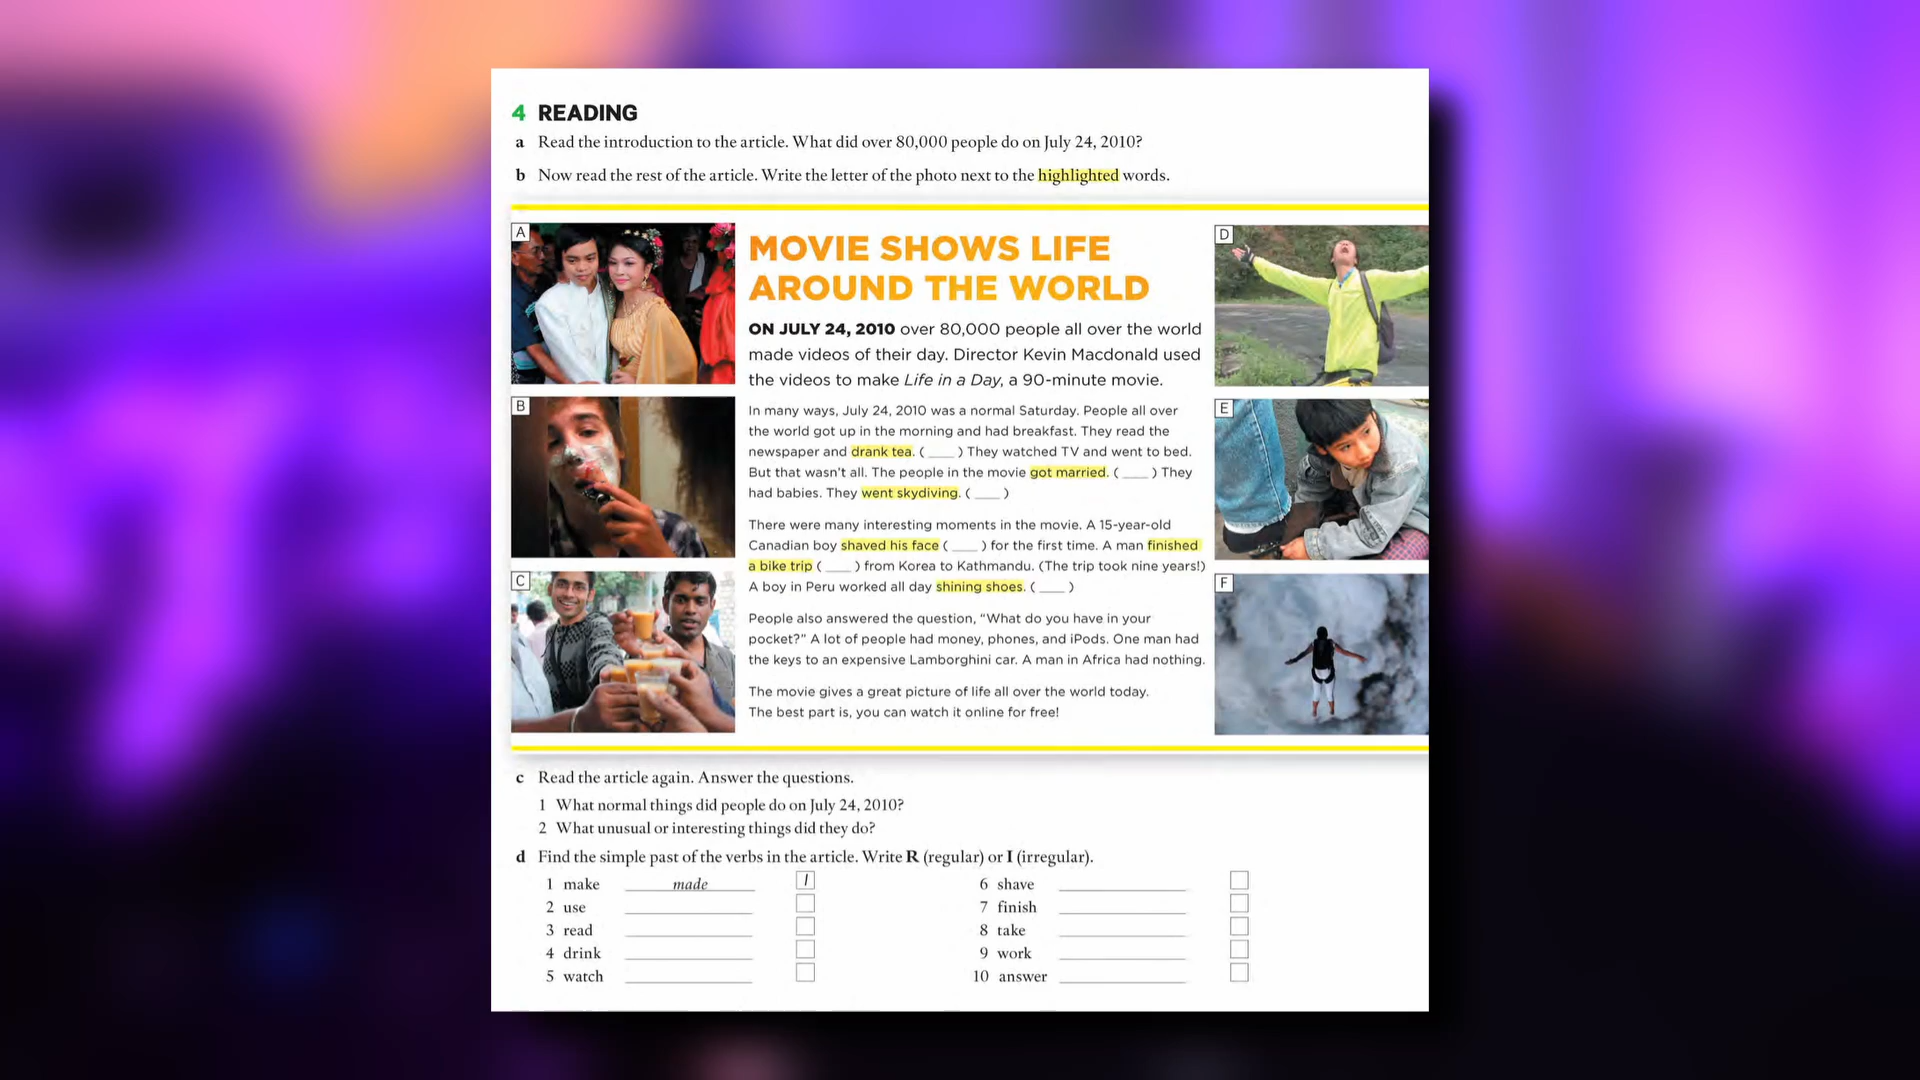 4 READING
a Read the introduction to the article. What did over 80,000 people do on July 24, 2010?
b Now read the rest of the article. Write the letter of the photo next to the highlighted words.
A
B
C
MOVIE SHOWS LIFE
AROUND THE WORLD
ON JULY 24, 2010 over 80,000 people all over the world
made videos of their day. Director Kevin Macdonald used
the videos to make Life in a Day, a 90-minute movie.
In many ways, July 24, 2010 was a normal Saturday. People all over
the world got up in the morning and had breakfast. They read the
newspaper and drank tea. ( ___ ) They watched TV and went to bed.
But that wasn't all. The people in the movie got married. ( ___ ) They
had babies. They went skydiving. ( ___ )
There were many interesting moments in the movie. A 15-year-old
Canadian boy shaved his face ( ___ ) for the first time. A man finished
a bike trip ( ___ ) from Korea to Kathmandu. (The trip took nine years!)
A boy in Peru worked all day shining shoes. ( ___ )
People also answered the question, “What do you have in your
pocket?” A lot of people had money, phones, and iPods. One man had
the keys to an expensive Lamborghini car. A man in Africa had nothing.
The movie gives a great picture of life all over the world today.
The best part is, you can watch it online for free!
D
E
F
c Read the article again. Answer the questions.
1 What normal things did people do on July 24, 2010?
2 What unusual or interesting things did they do?
d Find the simple past of the verbs in the article. Write R (regular) or I (irregular).
1 make made I
2 use
3 read
4 drink
5 watch
6 shave
7 finish
8 take
9 work
10 answer